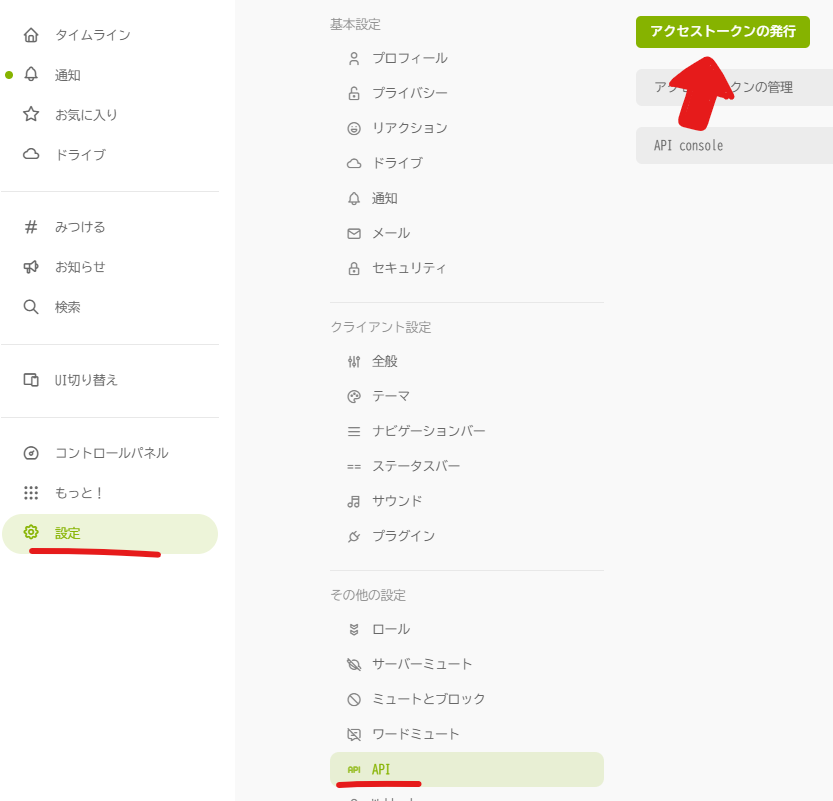 タイムライン
通知
お気に入り
ドライブ
みつける
お知らせ
検索
UI切り替え
コントロールパネル
もっと！
設定
基本設定
プロフィール
プライバシー
リアクション
ドライブ
通知
メール
セキュリティ
クライアント設定
全般
テーマ
ナビゲーションバー
ステータスバー
サウンド
プラグイン
その他の設定
ロール
サーバーミュート
ミュートとブロック
ワードミュート
API API
アクセストークンの発行
クンの管理
API console